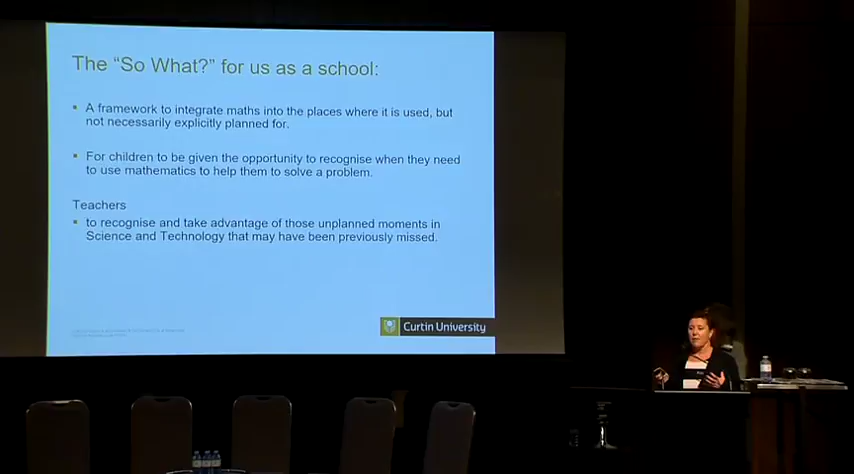 The “So What?” for us as a school:
▪ A framework to integrate maths into the places where it is used, but
not necessarily explicitly planned for.
▪ For children to be given the opportunity to recognise when they need
to use mathematics to help them to solve a problem.
Teachers
▪ to recognise and take advantage of those unplanned moments in
Science and Technology that may have been previously missed.
Curtin University